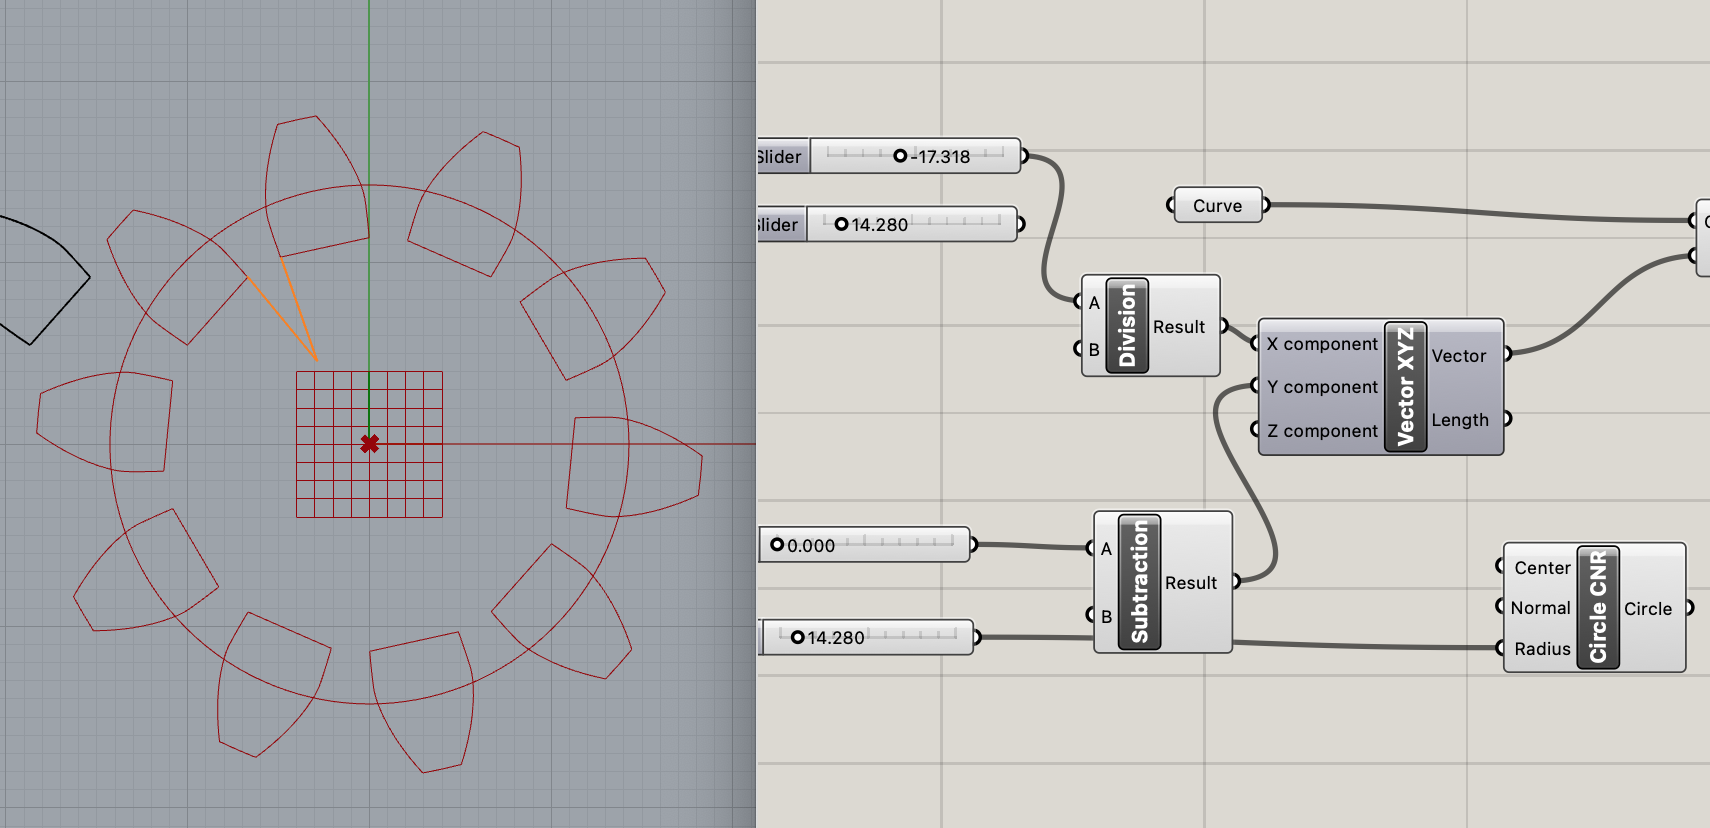 Slider -17.318
Slider 14.280
Curve
A
B
Division
Result
X component
Y component
Z component
Vector XYZ
Vector
Length
0.000
14.280
A
B
Subtraction
Result
Center
Normal
Radius
Circle CNR
Circle